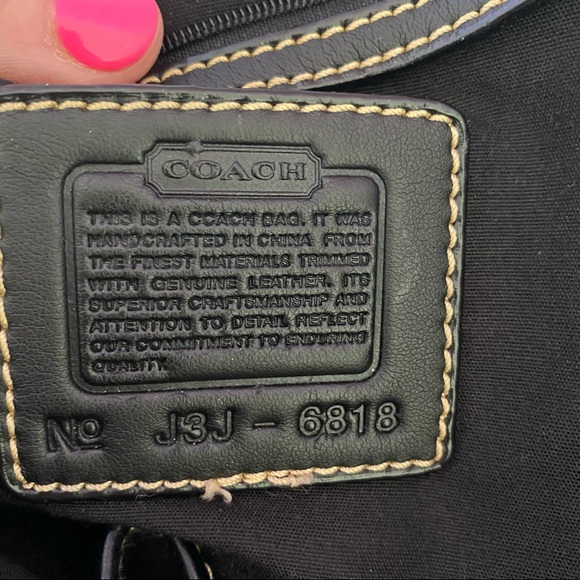 COACH
THIS IS A COACH BAG. IT WAS
HANDCRAFTED IN CHINA FROM
THE FINEST MATERIALS TRIMMED
WITH GENUINE LEATHER. ITS
SUPERIOR CRAFTSMANSHIP AND
ATTENTION TO DETAIL REFLECT
OUR COMMITMENT TO ENDURING
QUALITY.
No J3J - 6818